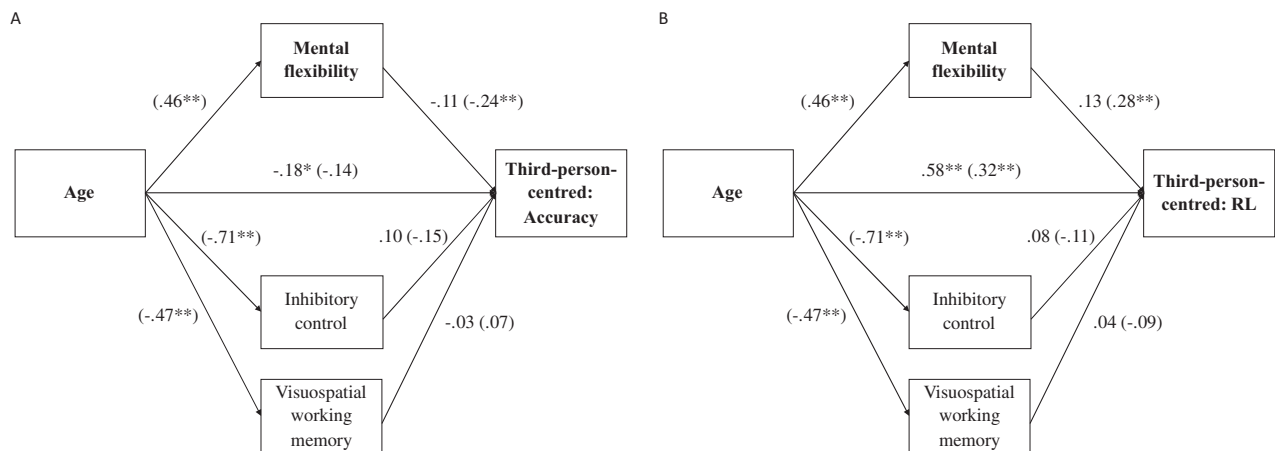 A
Mental
flexibility
(.46**)
-.11 (-.24**)
Age
-.18* (-.14)
Third-person-
centred:
Accuracy
(-.71**)
.10 (-.15)
Inhibitory
control
(-.47**)
-.03 (.07)
Visuospatial
working
memory
B
Mental
flexibility
(.46**)
.13 (.28**)
Age
.58** (.32**)
Third-person-
centred: RL
(-.71**)
.08 (-.11)
Inhibitory
control
(-.47**)
.04 (-.09)
Visuospatial
working
memory